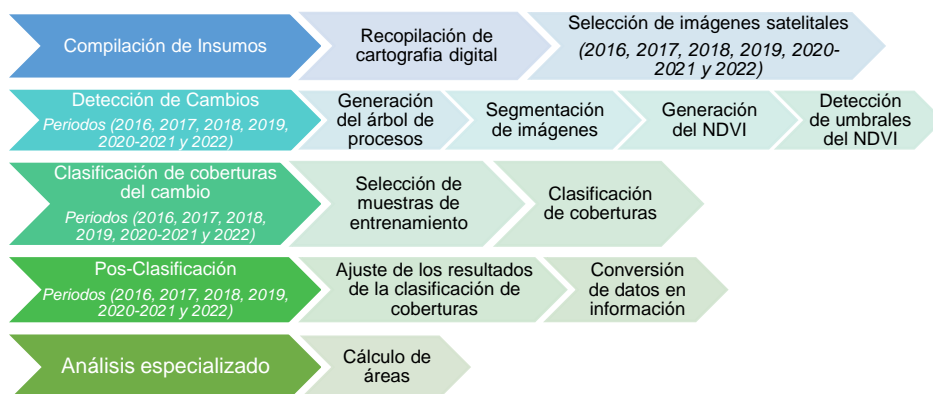 Compilación de Insumos
Recopilación de
cartografia digital
Selección de imágenes satelitales
(2016, 2017, 2018, 2019, 2020-
2021 y 2022)
Detección de Cambios
Periodos (2016, 2017, 2018, 2019,
2020-2021 y 2022)
Generación
del árbol de
procesos
Segmentación
de imágenes
Generación
del NDVI
Detección
de umbrales
del NDVI
Clasificación de coberturas
del cambio
Periodos (2016, 2017, 2018,
2019, 2020-2021 y 2022)
Selección de
muestras de
entrenamiento
Clasificación
de coberturas
Pos-Clasificación
Periodos (2016, 2017, 2018, 2019,
2020-2021 y 2022)
Ajuste de los resultados
de la clasificación de
coberturas
Conversión
de datos en
información
Análisis especializado
Cálculo de
áreas